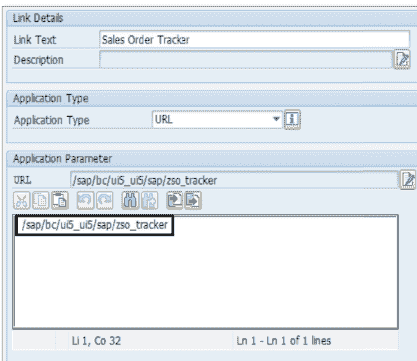 Link Details
Link Text Sales Order Tracker
Description
Application Type
Application Type URL
Application Parameter
URL /sap/bc/ui5_ui5/sap/zso_tracker
/sap/bc/ui5_ui5/sap/zso_tracker
Li 1, Co 32 Ln 1 - Ln 1 of 1 lines